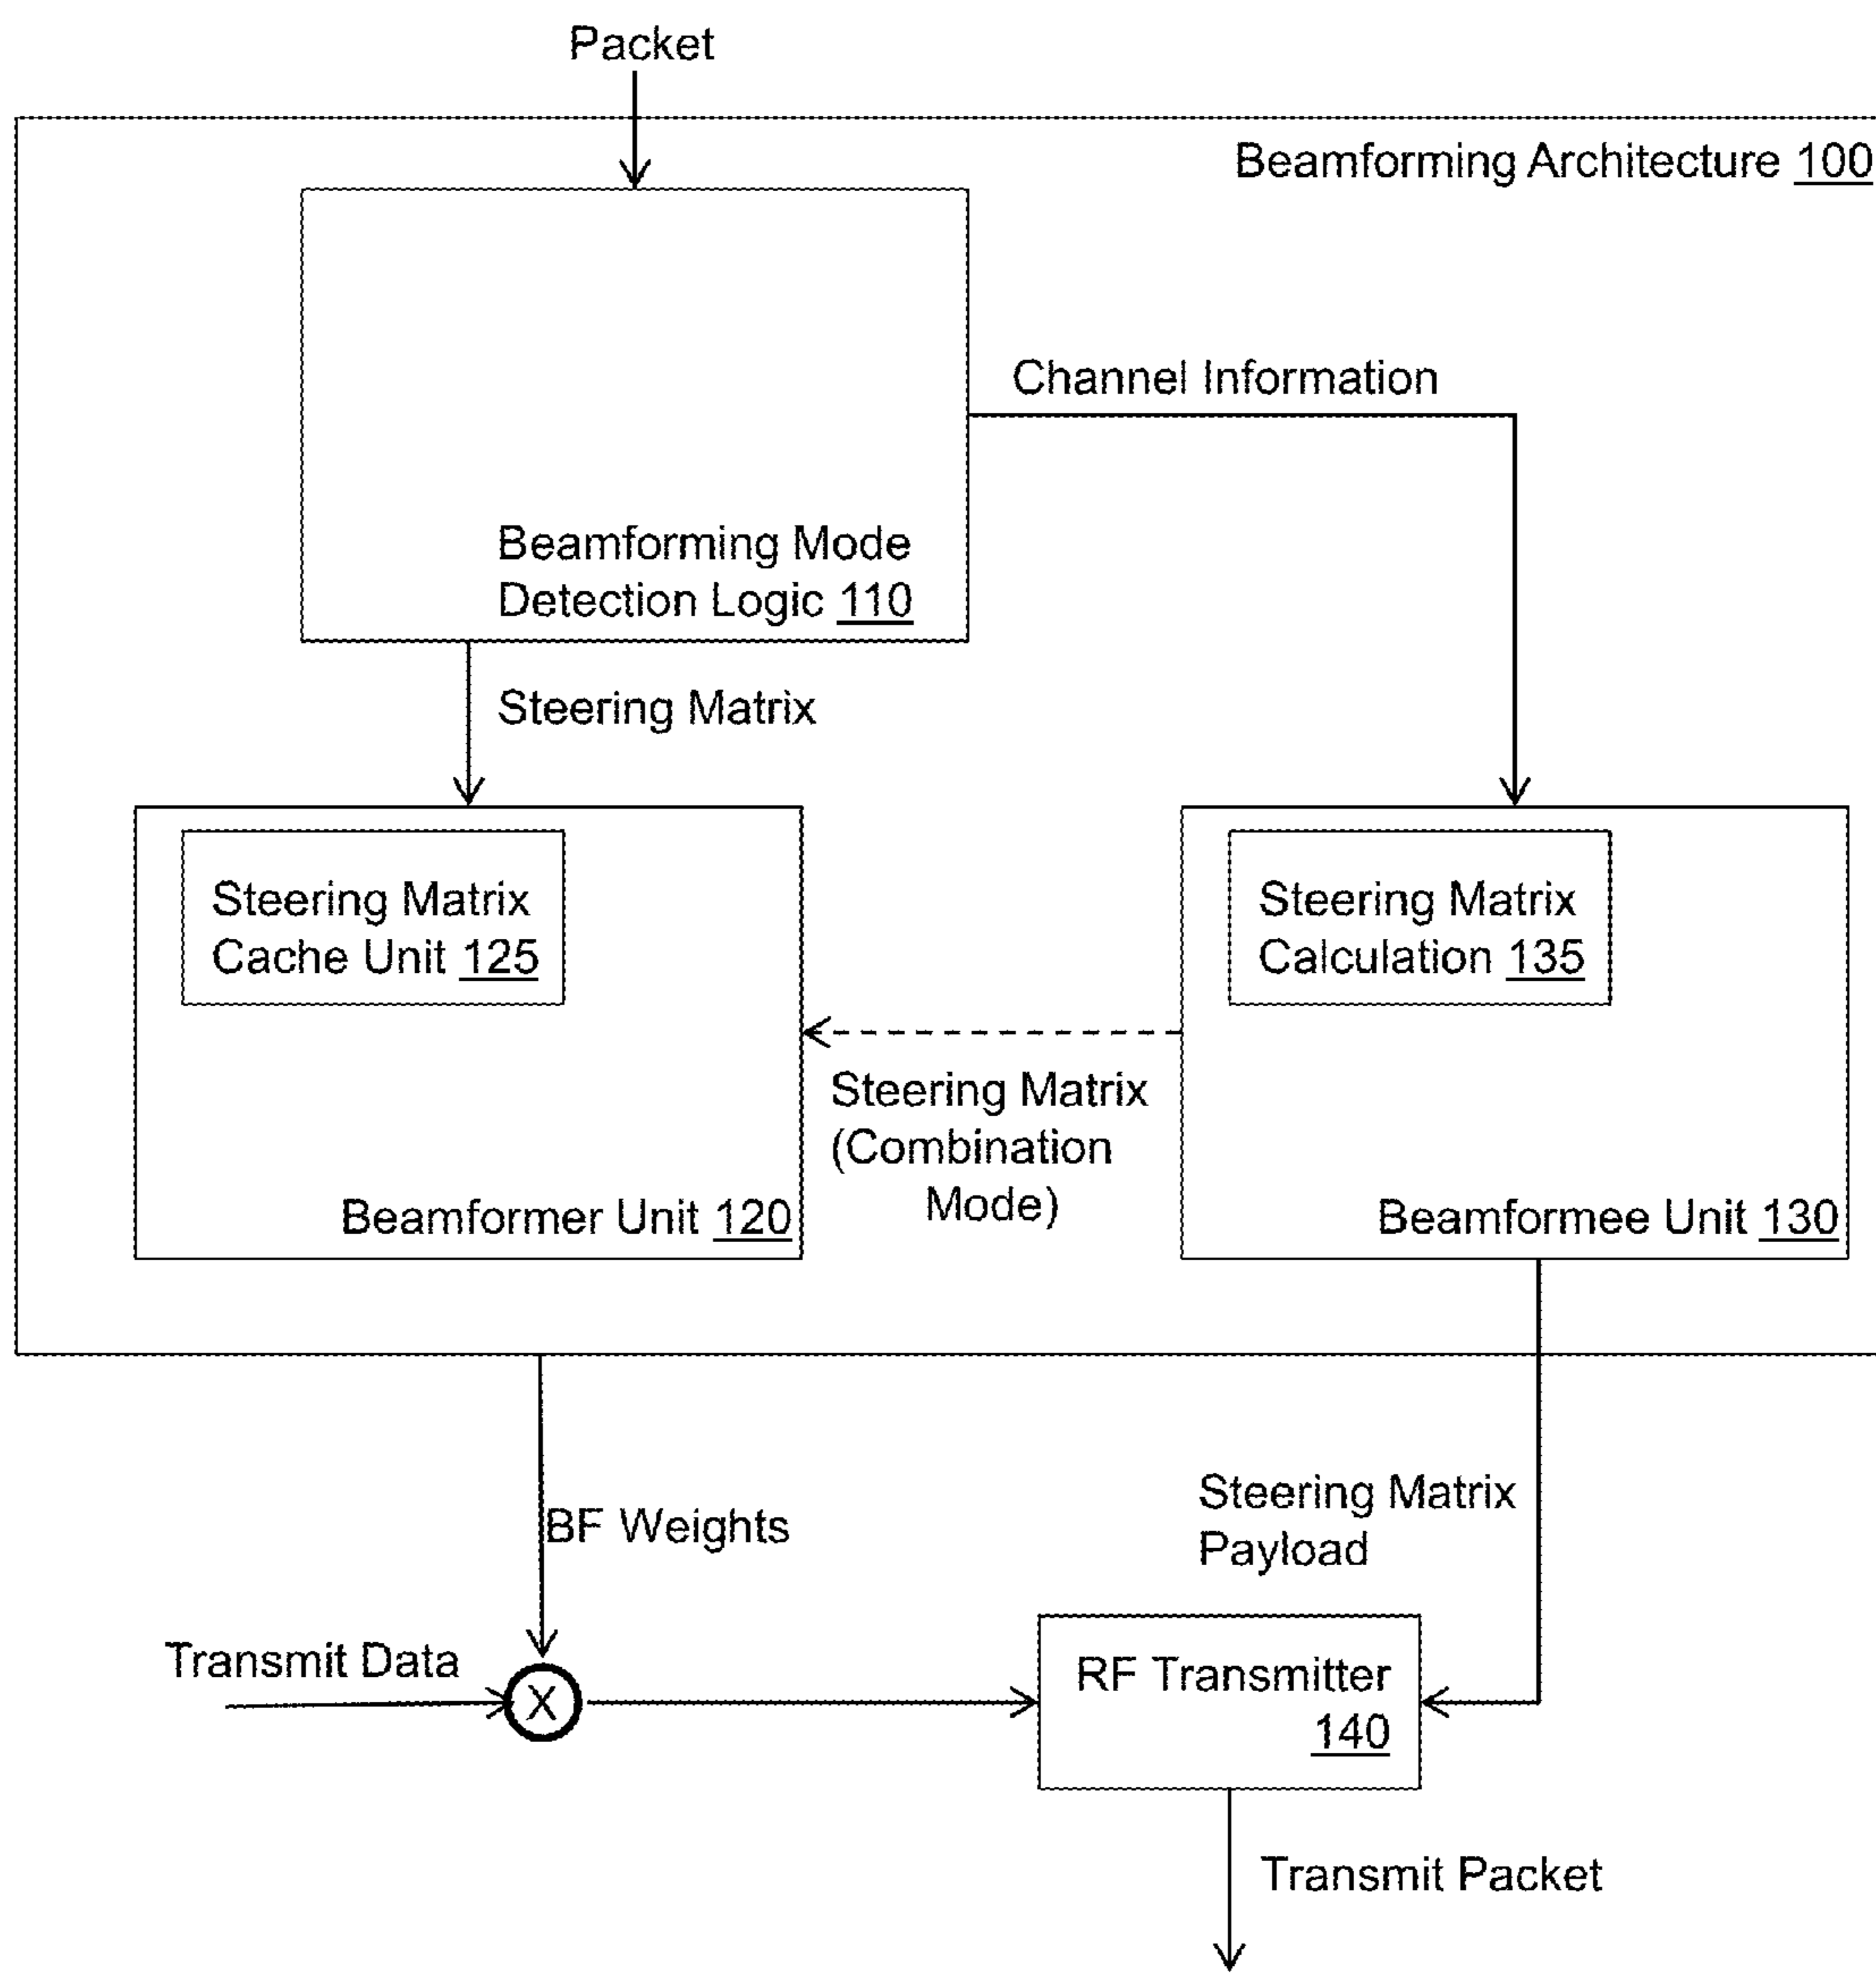 Packet
Beamforming Architecture 100
Channel Information
Beamforming Mode
Detection Logic 110
Steering Matrix
Steering Matrix
Cache Unit 125
Steering Matrix
Calculation 135
Steering Matrix
(Combination
Mode)
Beamformer Unit 120
Beamformee Unit 130
BF Weights
Steering Matrix
Payload
Transmit Data
X
RF Transmitter
140
Transmit Packet